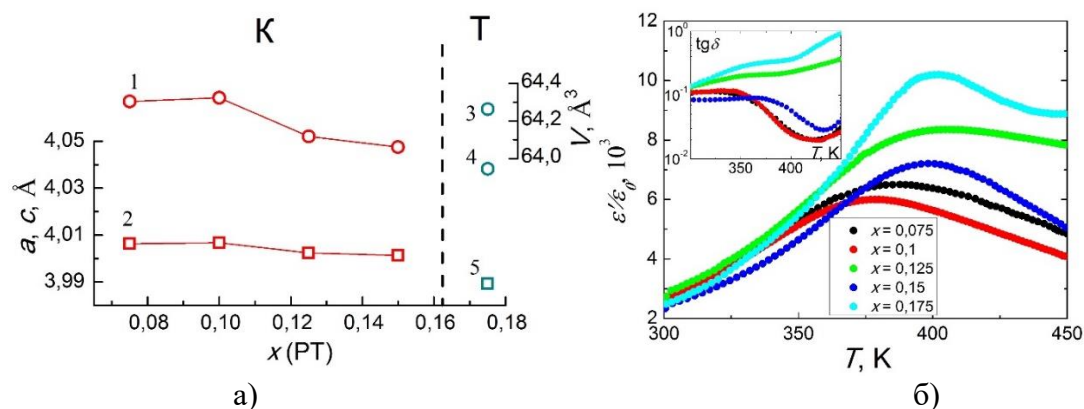 К
Т
1
2
3
4
5
4,05
4,03
4,01
3,99
a, c, Å
64,4
64,2
64,0
V, Å³
0,08
0,10
0,12
0,14
0,16
0,18
x (PT)
а)
10⁰
10⁻¹
10⁻²
tgδ
350
400
T, K
10
8
6
4
2
ε'/ε₀, 10³
x = 0,075
x = 0,1
x = 0,125
x = 0,15
x = 0,175
300
350
400
450
T, K
б)